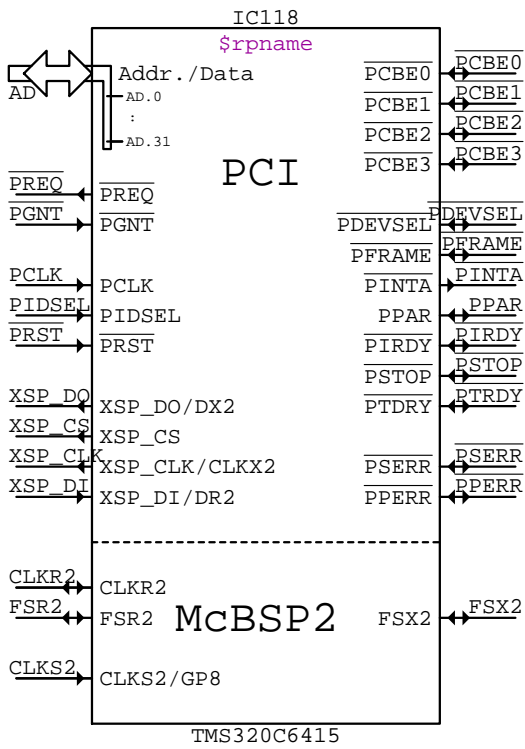 IC118
$rpname
AD
Addr./Data
AD.0
:
AD.31
PCI
PCBE0
PCBE0
PCBE1
PCBE1
PCBE2
PCBE2
PCBE3
PCBE3
PREQ
PREQ
PGNT
PGNT
PDEVSEL
PDEVSEL
PFRAME
PFRAME
PCLK
PCLK
PINTA
PINTA
PIDSEL
PIDSEL
PPAR
PPAR
PRST
PRST
PIRDY
PIRDY
PSTOP
PSTOP
XSP_DO
XSP_DO/DX2
PTDRY
PTRDY
XSP_CS
XSP_CS
XSP_CLK
XSP_CLK/CLKX2
PSERR
PSERR
XSP_DI
XSP_DI/DR2
PPERR
PPERR
CLKR2
CLKR2
FSR2
FSR2
McBSP2
FSX2
FSX2
CLKS2
CLKS2/GP8
TMS320C6415